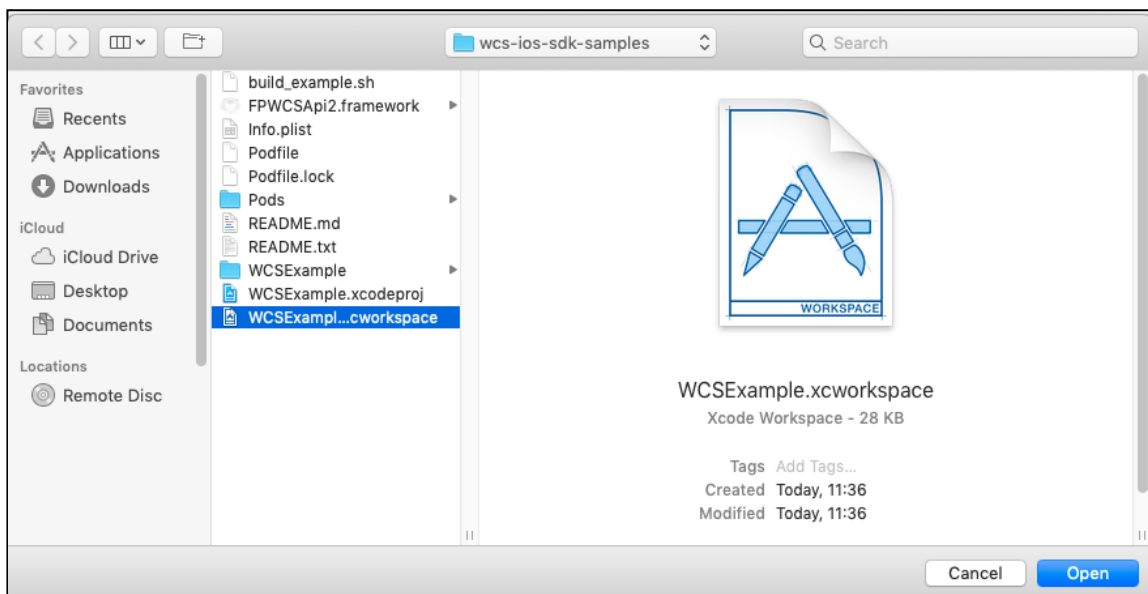 wcs-ios-sdk-samples
Search
Favorites
Recents
Applications
Downloads
iCloud
iCloud Drive
Desktop
Documents
Locations
Remote Disc
build_example.sh
FPWCSApi2.framework
Info.plist
Podfile
Podfile.lock
Pods
README.md
README.txt
WCSExample
WCSExample.xcodeproj
WCSExampl...cworkspace
WORKSPACE
WCSExample.xcworkspace
Xcode Workspace - 28 KB
Tags Add Tags...
Created Today, 11:36
Modified Today, 11:36
Cancel
Open